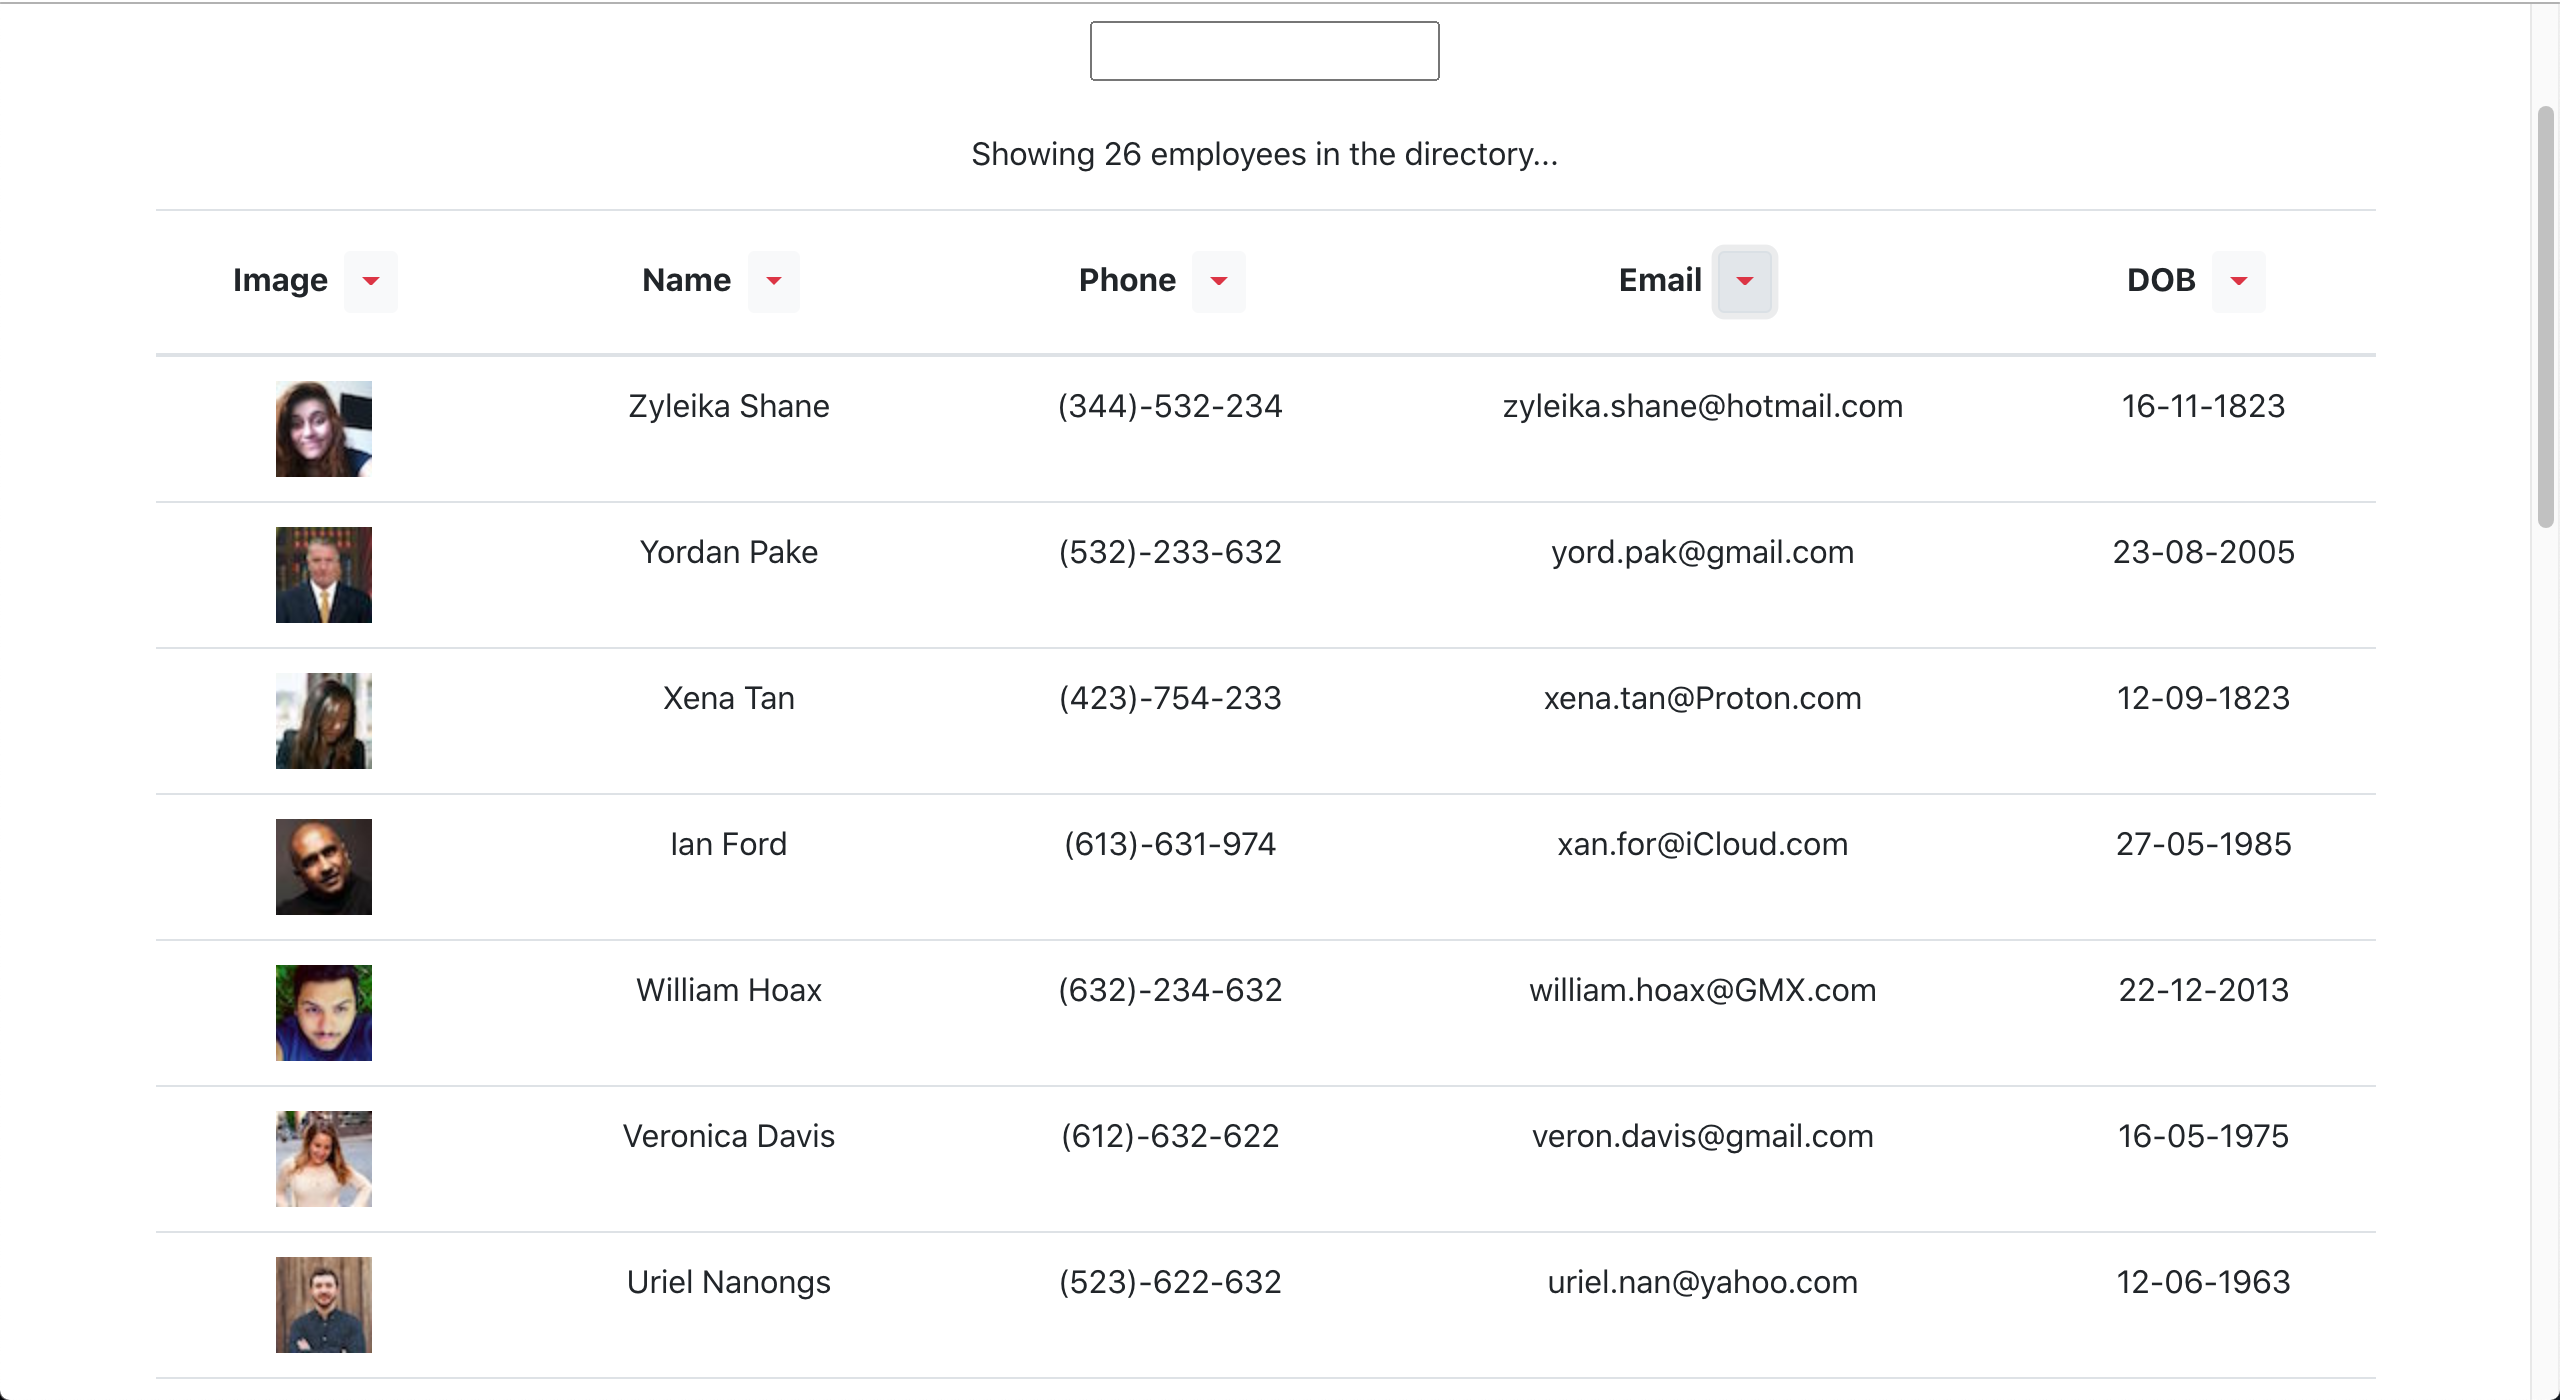 Showing 26 employees in the directory...
Image Name Phone Email DOB
Zyleika Shane (344)-532-234 zyleika.shane@hotmail.com 16-11-1823
Yordan Pake (532)-233-632 yord.pak@gmail.com 23-08-2005
Xena Tan (423)-754-233 xena.tan@Proton.com 12-09-1823
Ian Ford (613)-631-974 xan.for@iCloud.com 27-05-1985
William Hoax (632)-234-632 william.hoax@GMX.com 22-12-2013
Veronica Davis (612)-632-622 veron.davis@gmail.com 16-05-1975
Uriel Nanongs (523)-622-632 uriel.nan@yahoo.com 12-06-1963